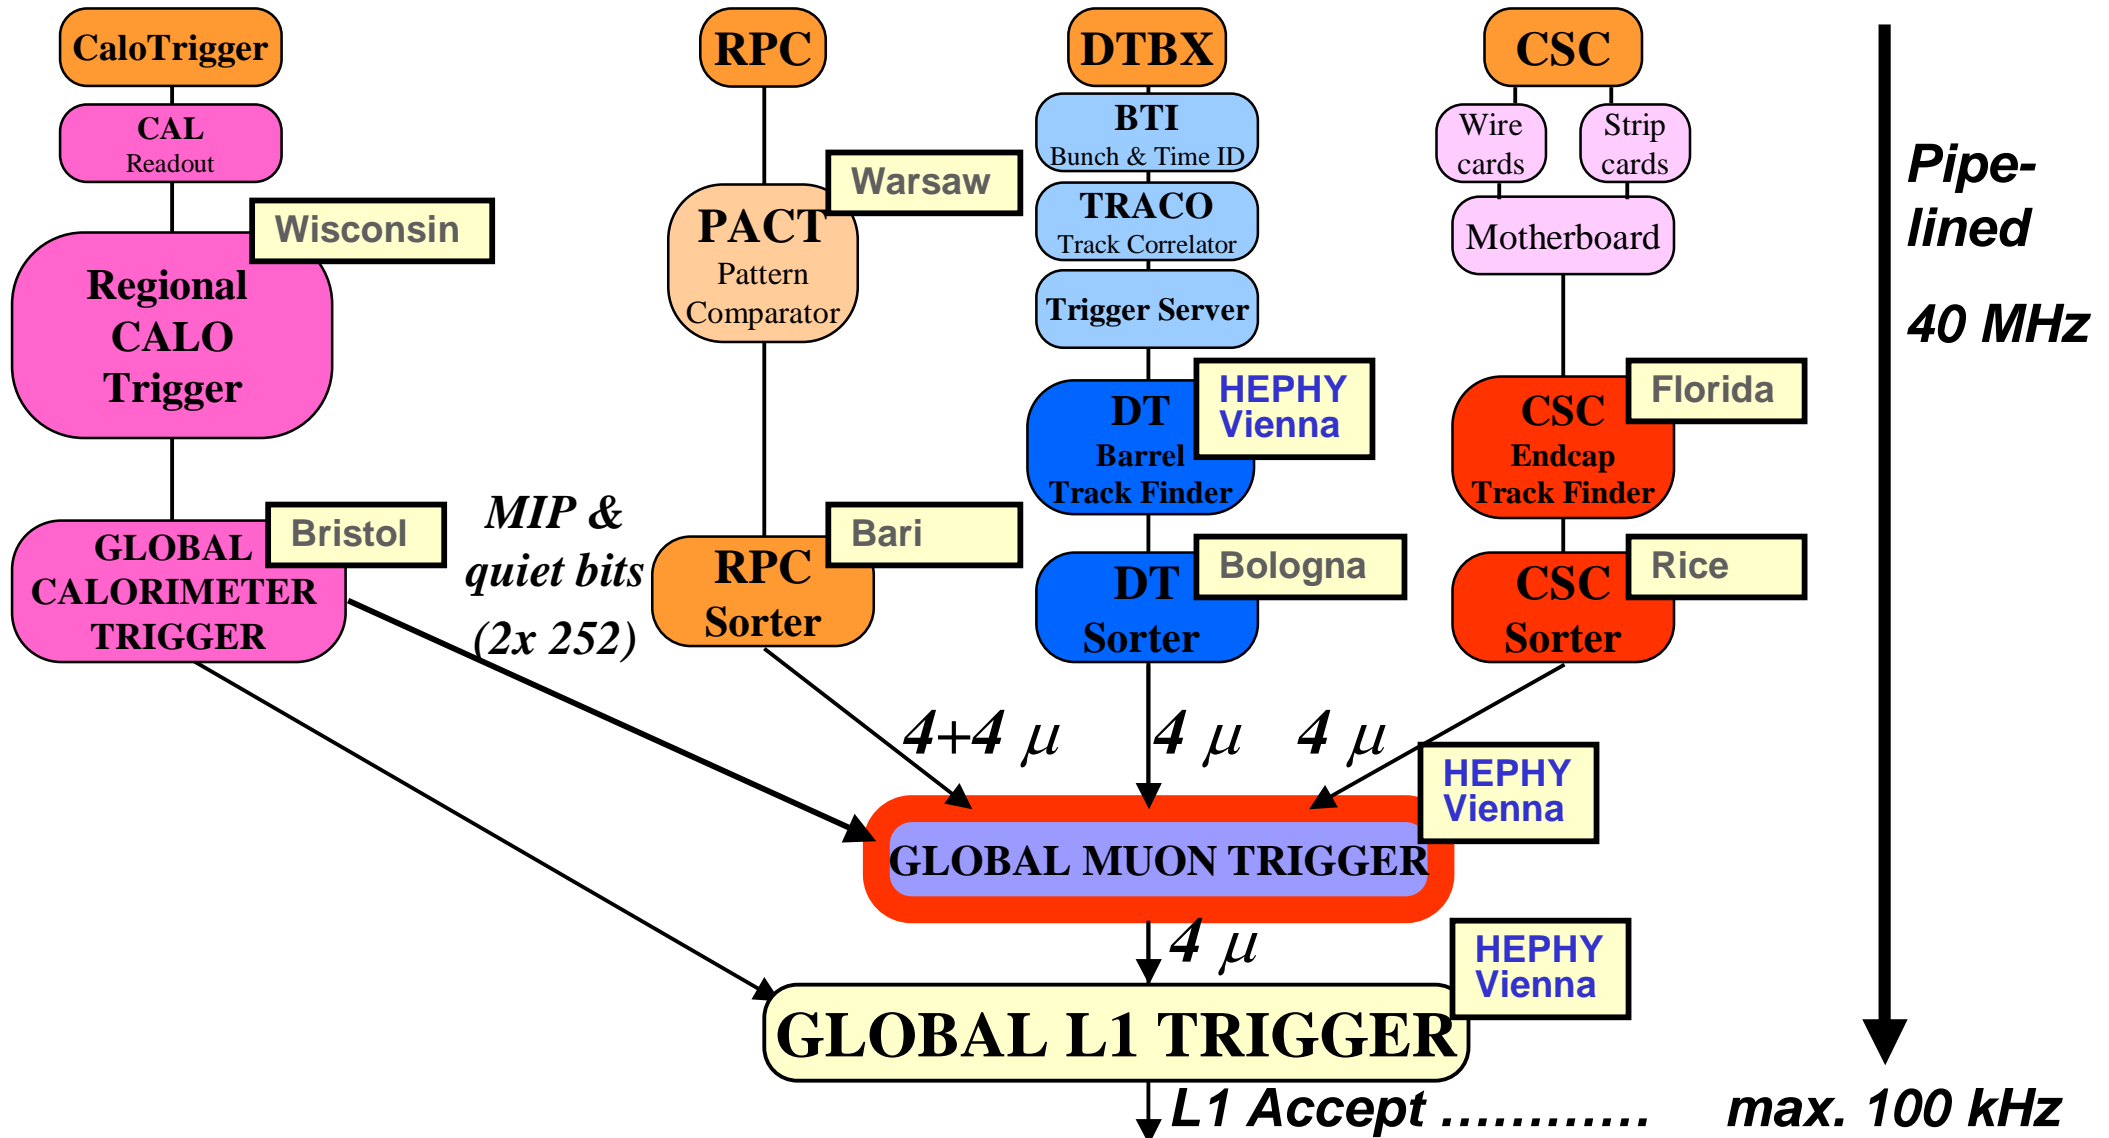 CaloTrigger
CAL
Readout
Wisconsin
Regional
CALO
Trigger
Bristol
GLOBAL
CALORIMETER
TRIGGER
MIP &
quiet bits
(2x 252)
RPC
Warsaw
PACT
Pattern
Comparator
Bari
RPC
Sorter
4+4 μ
DTBX
BTI
Bunch & Time ID
TRACO
Track Correlator
Trigger Server
HEPHY
Vienna
DT
Barrel
Track Finder
Bologna
DT
Sorter
4 μ
CSC
Wire
cards
Strip
cards
Motherboard
Florida
CSC
Endcap
Track Finder
Rice
CSC
Sorter
4 μ
HEPHY
Vienna
GLOBAL MUON TRIGGER
4 μ
HEPHY
Vienna
GLOBAL L1 TRIGGER
L1 Accept ............ max. 100 kHz
Pipe-
lined
40 MHz